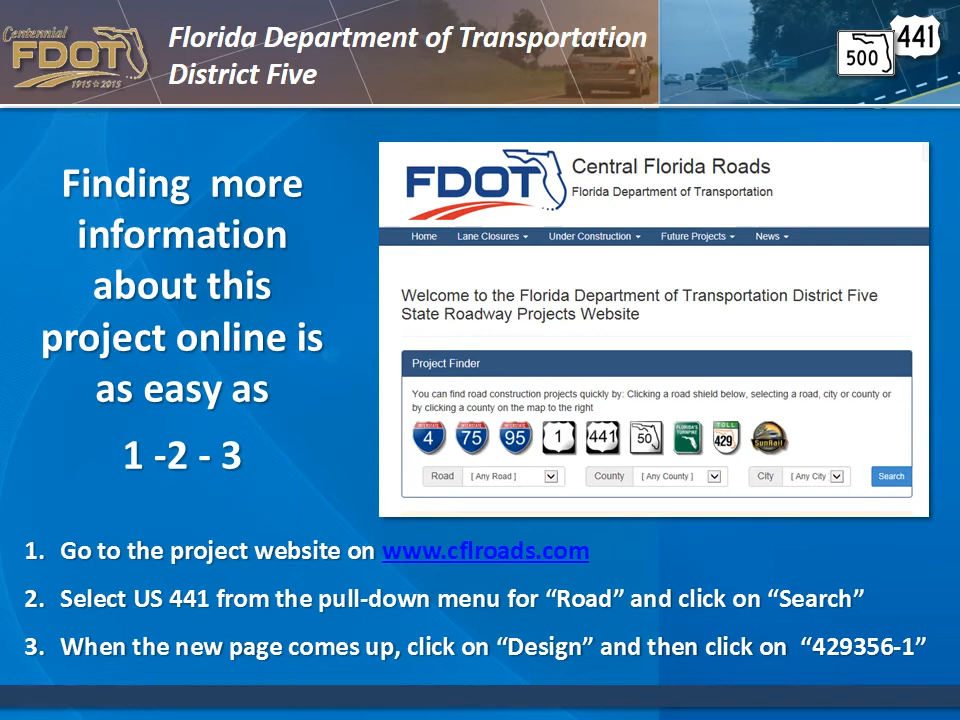 Centennial
FDOT
1915 ☆ 2015
Florida Department of Transportation
District Five
500
441
Finding more
information
about this
project online is
as easy as
1 -2 - 3
FDOT
Central Florida Roads
Florida Department of Transportation
Home Lane Closures Under Construction Future Projects News
Welcome to the Florida Department of Transportation District Five
State Roadway Projects Website
Project Finder
You can find road construction projects quickly by: Clicking a road shield below, selecting a road, city or county or
by clicking a county on the map to the right
INTERSTATE 4 INTERSTATE 75 INTERSTATE 95 1 441 50 FLORIDA'S TURNPIKE TOLL 429 SunRail
Road [ Any Road ] County [ Any County ] City [ Any City ] Search
1. Go to the project website on www.cflroads.com
2. Select US 441 from the pull-down menu for “Road” and click on “Search”
3. When the new page comes up, click on “Design” and then click on “429356-1”